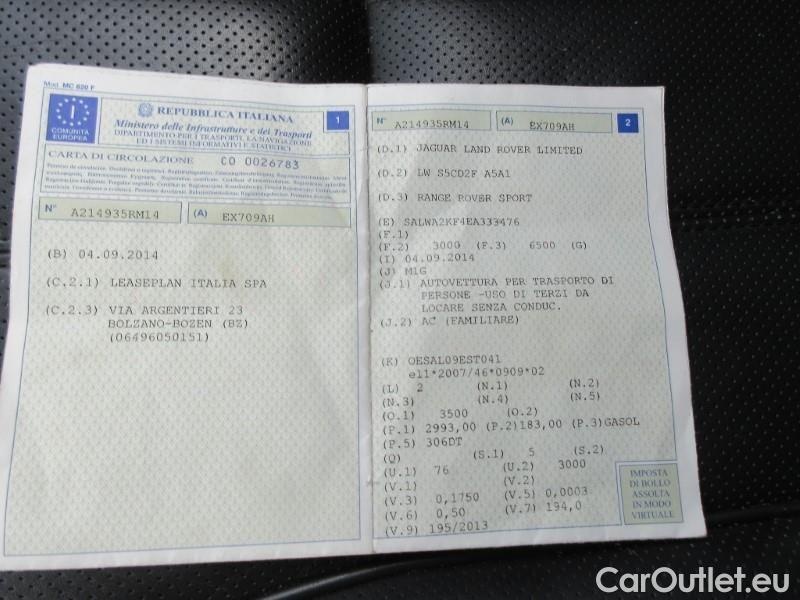 Mod. MC 820 F
I
COMUNITÀ
EUROPEA
REPUBBLICA ITALIANA
1
Ministero delle Infrastrutture e dei Trasporti
DIPARTIMENTO PER I TRASPORTI, LA NAVIGAZIONE
ED I SISTEMI INFORMATIVI E STATISTICI
CARTA DI CIRCOLAZIONE CO 0026783
N° A214935RM14 (A) EX709AH
(B) 04.09.2014
(C.2.1) LEASEPLAN ITALIA SPA
(C.2.3) VIA ARGENTIERI 23
BOLZANO-BOZEN (BZ)
(06496050151)
N° A214935RM14 (A) EX709AH 2
(D.1) JAGUAR LAND ROVER LIMITED
(D.2) LW S5CD2F A5A1
(D.3) RANGE ROVER SPORT
(E) SALWA2KF4EA333476
(F.1)
(F.2) 3000 (F.3) 6500 (G)
(I) 04.09.2014
(J) M1G
(J.1) AUTOVETTURA PER TRASPORTO DI
PERSONE -USO DI TERZI DA
LOCARE SENZA CONDUC.
(J.2) AC (FAMILIARE)
(K) OESAL09EST041
e11*2007/46*0909*02
(L) 2 (N.1) (N.2)
(N.3) (N.4) (N.5)
(O.1) 3500 (O.2)
(P.1) 2993,00 (P.2)183,00 (P.3)GASOL
(P.5) 306DT
(Q) (S.1) 5 (S.2)
(U.1) 76 (U.2) 3000
(V.1) (V.2)
(V.3) 0,1750 (V.5) 0,0003
(V.6) 0,50 (V.7) 194,0
(V.9) 195/2013
IMPOSTA
DI BOLLO
ASSOLTA
IN MODO
VIRTUALE
CarOutlet.eu